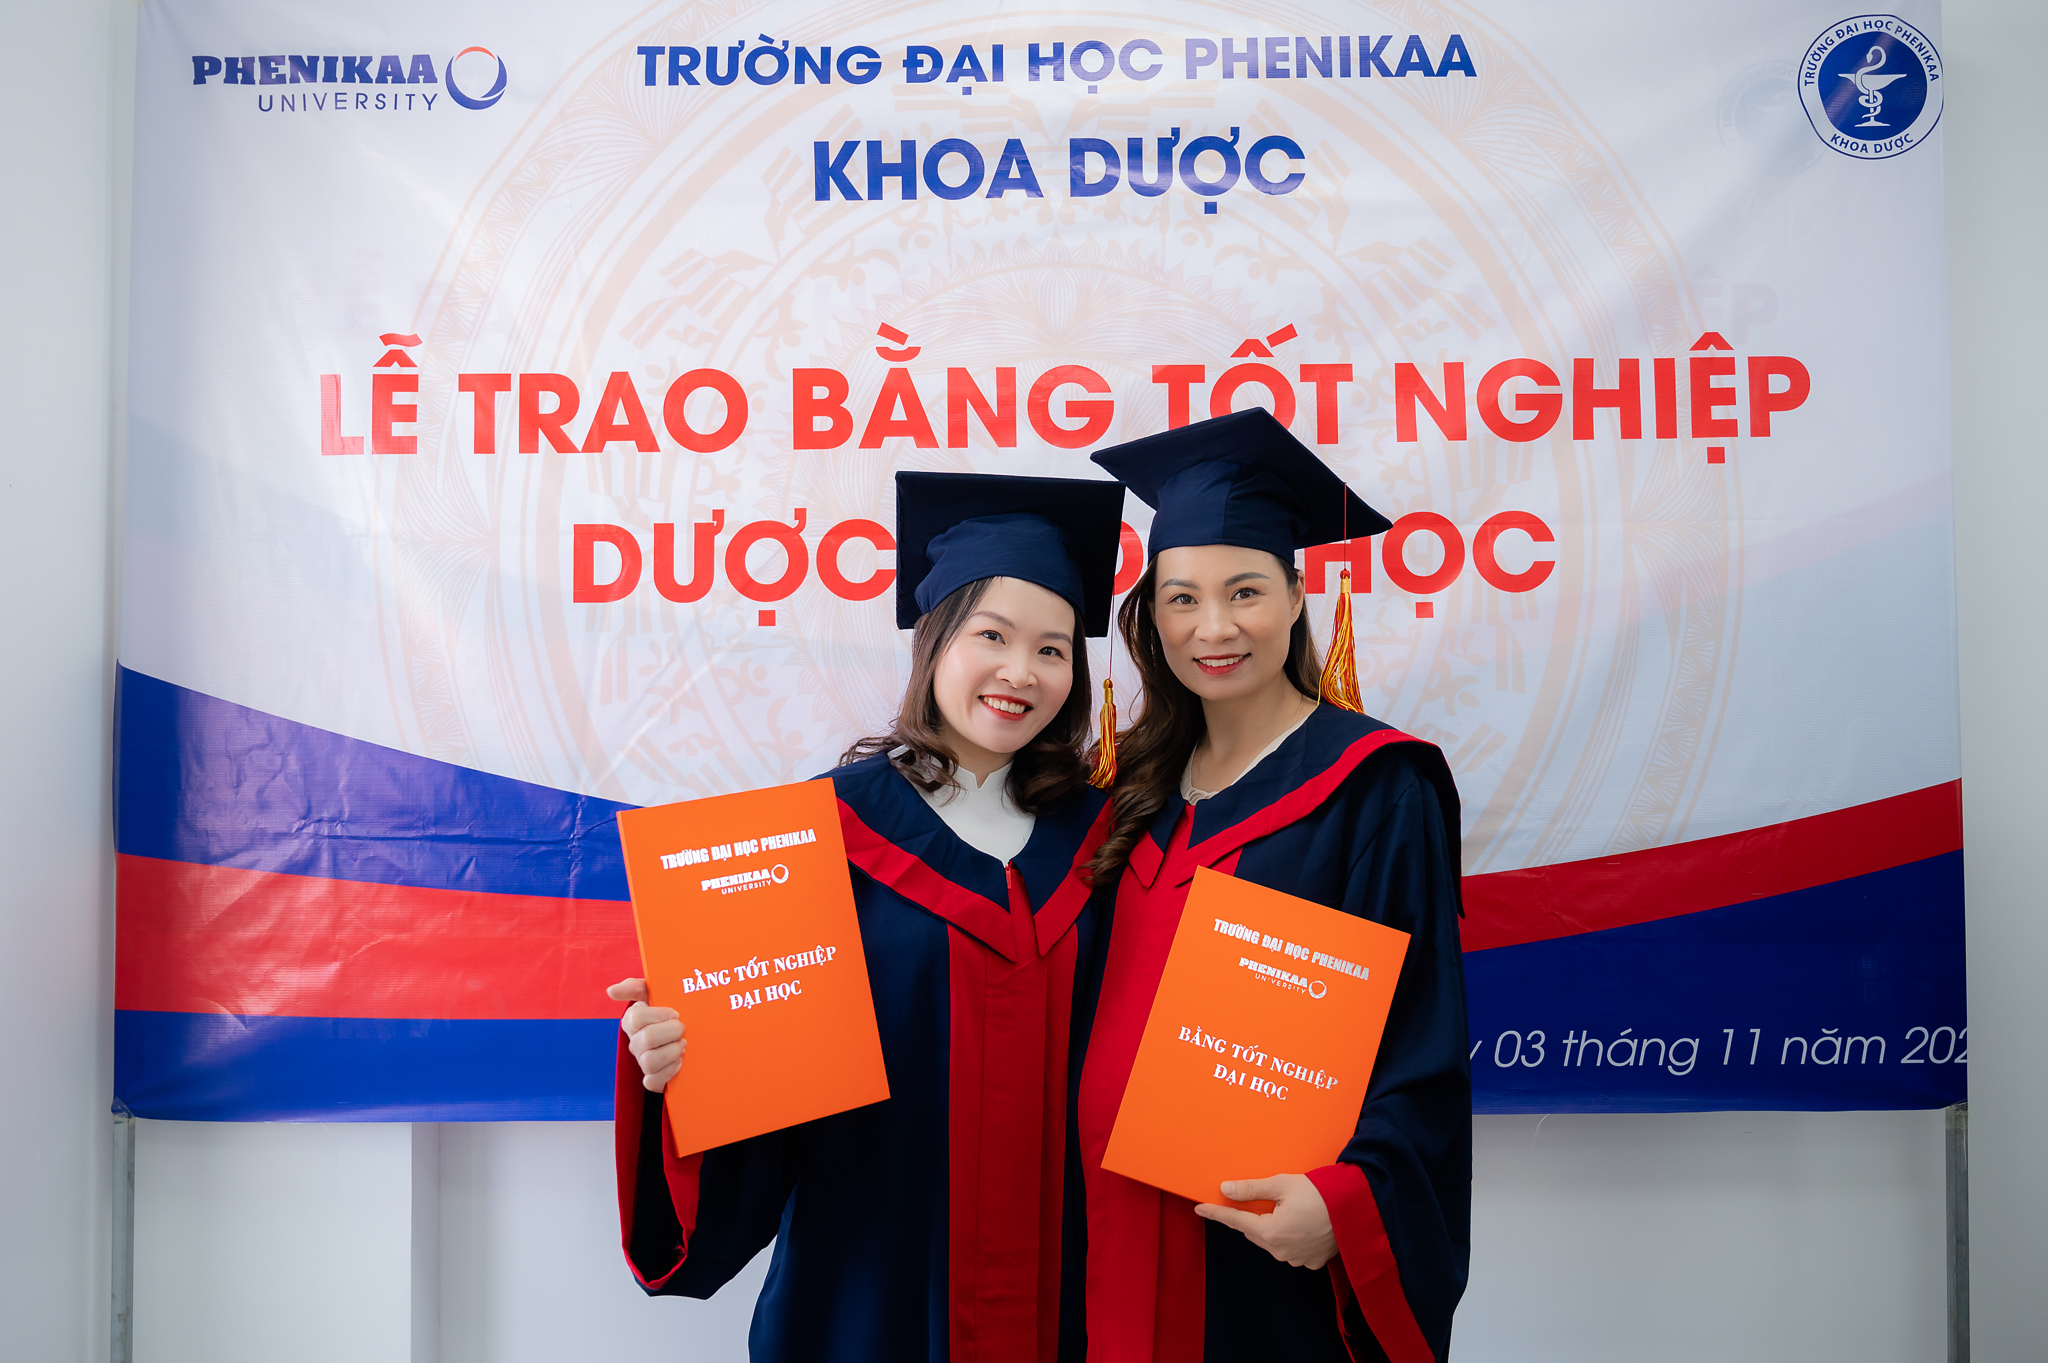 PHENIKAA
UNIVERSITY
TRƯỜNG ĐẠI HỌC PHENIKAA
KHOA DƯỢC
TRƯỜNG ĐẠI HỌC PHENIKAA
KHOA DƯỢC
LỄ TRAO BẰNG TỐT NGHIỆP
DƯỢC HỌC
TRƯỜNG ĐẠI HỌC PHENIKAA
PHENIKAA
UNIVERSITY
BẰNG TỐT NGHIỆP
ĐẠI HỌC
TRƯỜNG ĐẠI HỌC PHENIKAA
PHENIKAA
UNIVERSITY
BẰNG TỐT NGHIỆP
ĐẠI HỌC
03 tháng 11 năm